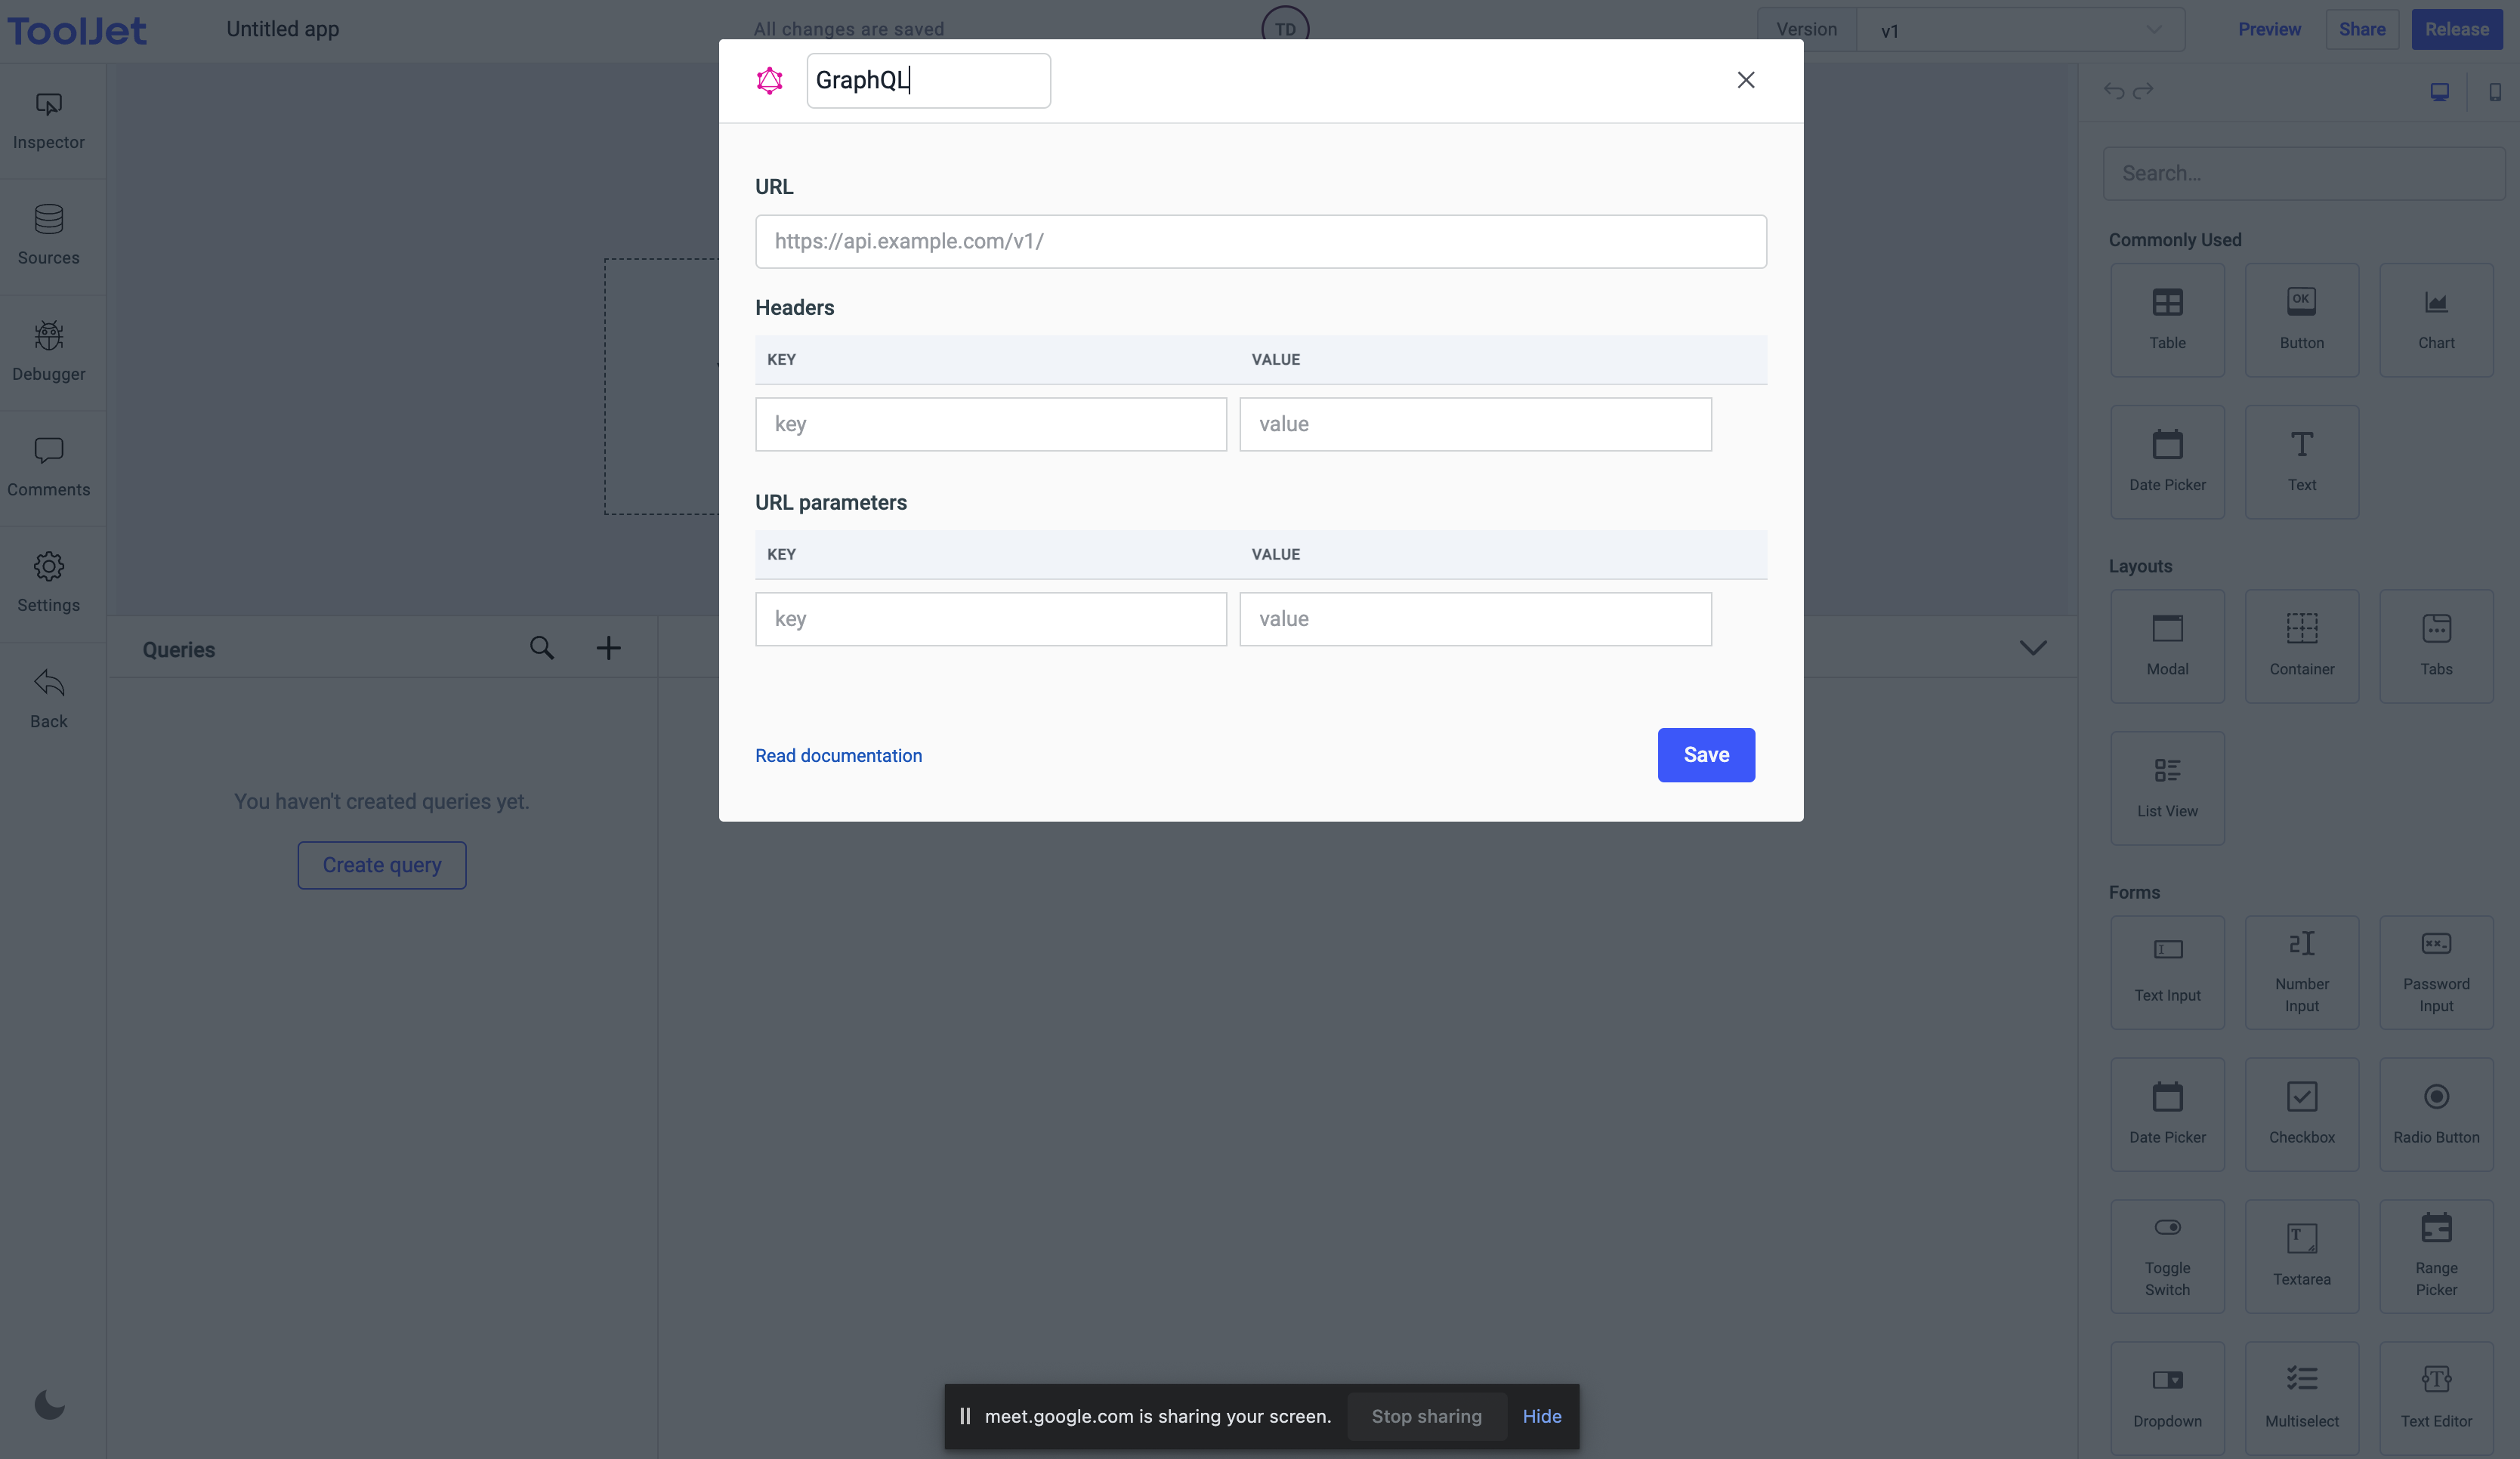 ToolJet
Untitled app
All changes are saved
TD
Version
v1
Preview
Share
Release
GraphQL
Inspector
Sources
Debugger
Comments
Settings
Back
URL
https://api.example.com/v1/
Headers
KEY VALUE
key value
URL parameters
KEY VALUE
key value
Read documentation
Save
Queries
You haven't created queries yet.
Create query
Search...
Commonly Used
OK
Table
Button
Chart
Date Picker
Text
Layouts
Modal
Container
Tabs
List View
Forms
Text Input
Number
Input
Password
Input
Date Picker
Checkbox
Radio Button
Toggle
Switch
Textarea
Range
Picker
Dropdown
Multiselect
Text Editor
meet.google.com is sharing your screen.
Stop sharing
Hide